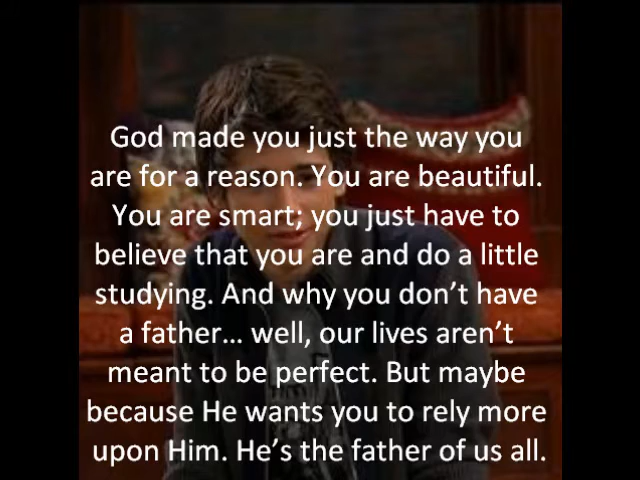 God made you just the way you
are for a reason. You are beautiful.
You are smart; you just have to
believe that you are and do a little
studying. And why you don’t have
a father… well, our lives aren’t
meant to be perfect. But maybe
because He wants you to rely more
upon Him. He’s the father of us all.